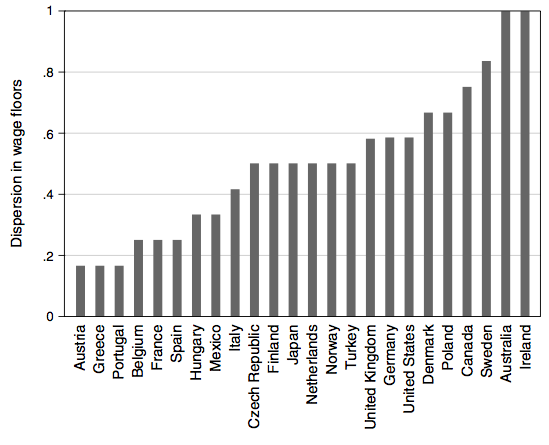 Dispersion in wage floors
1
.8
.6
.4
.2
0
Austria
Greece
Portugal
Belgium
France
Spain
Hungary
Mexico
Italy
Czech Republic
Finland
Japan
Netherlands
Norway
Turkey
United Kingdom
Germany
United States
Denmark
Poland
Canada
Sweden
Australia
Ireland